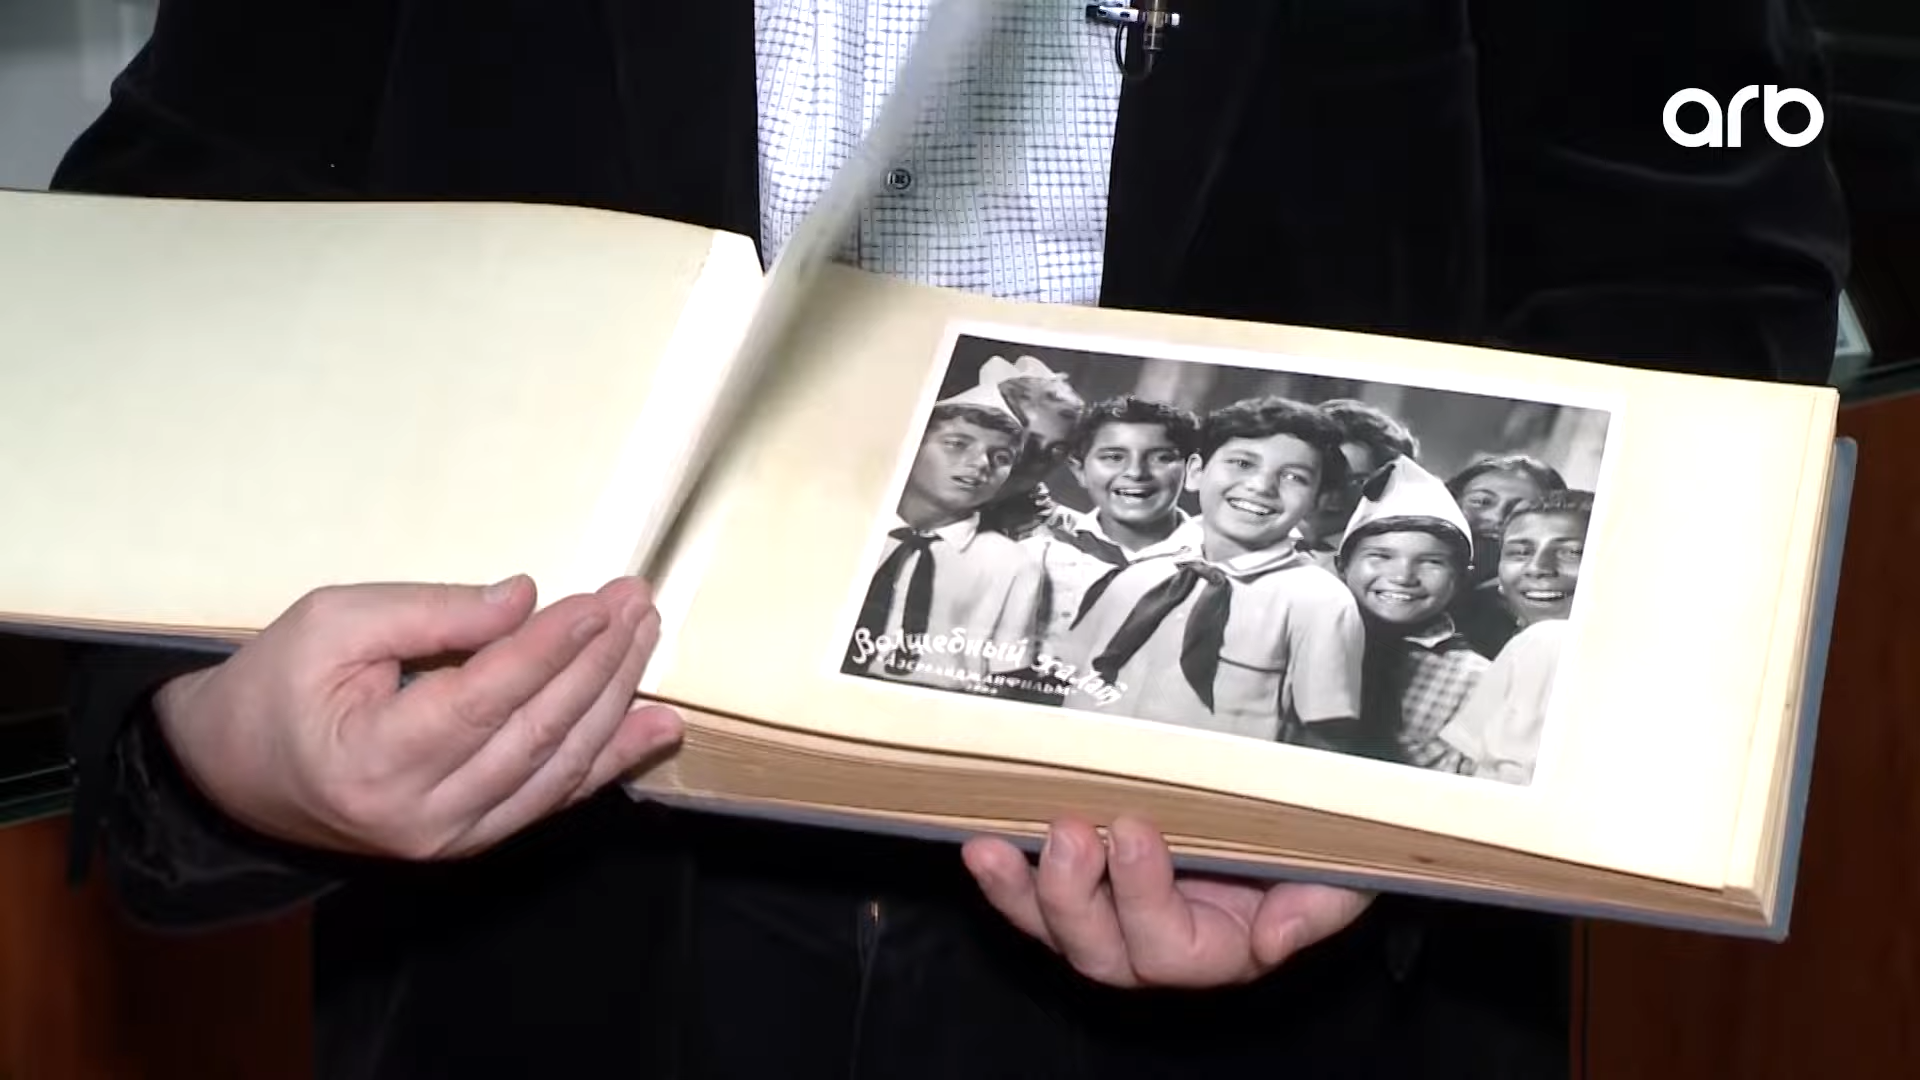 arb
Волшебный халат
"Азербайджанфильм"